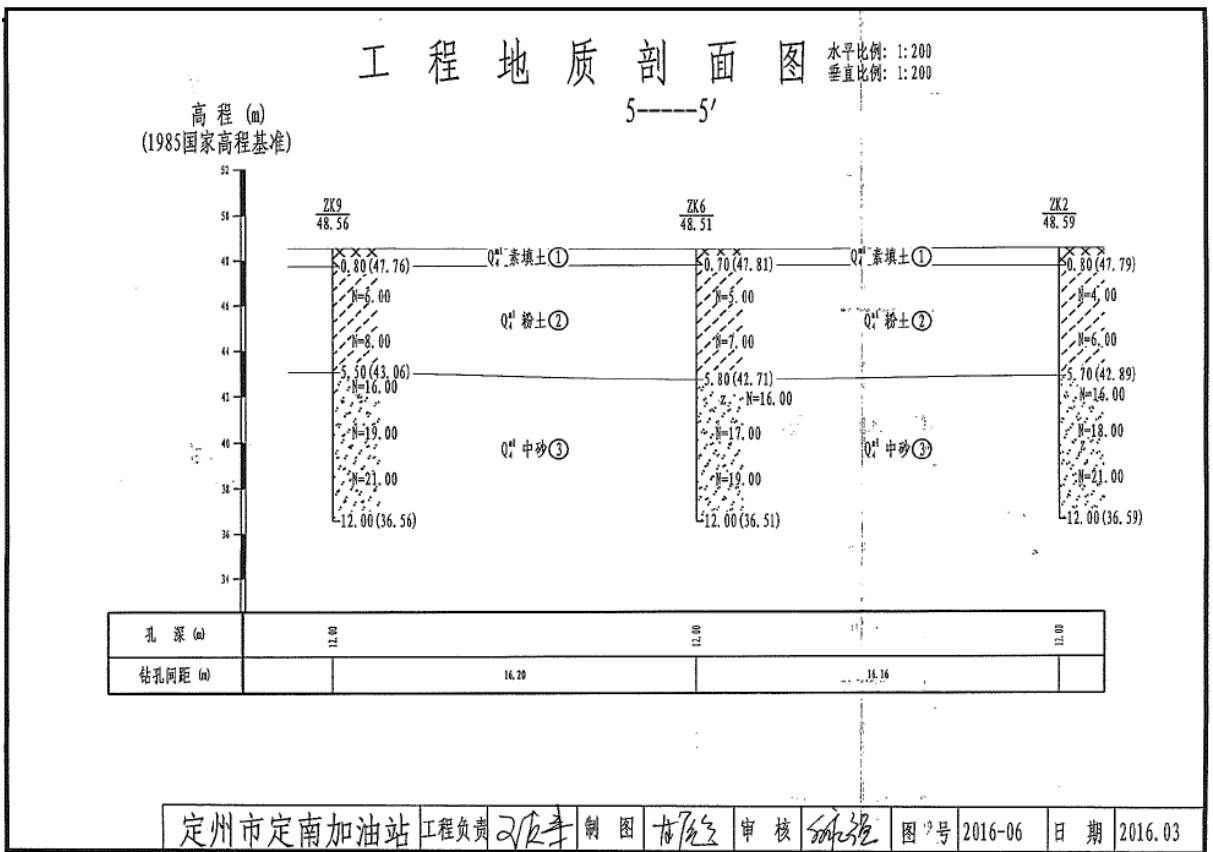 工程地质剖面图
水平比例: 1:200
垂直比例: 1:200
5-----5′
高程 (m)
(1985国家高程基准)
52
50
48
46
44
42
40
38
36
34
ZK9
48.56
ZK6
48.51
ZK2
48.59
0.80(47.76)
N=6.00
N=8.00
5.50(43.06)
N=16.00
N=19.00
N=21.00
12.00(36.56)
素填土①
粉土②
中砂③
0.70(47.81)
N=5.00
N=7.00
5.80(42.71)
N=16.00
N=17.00
N=19.00
12.00(36.51)
素填土①
粉土②
中砂③
0.80(47.79)
N=4.00
N=6.00
5.70(42.89)
N=16.00
N=18.00
N=21.00
12.00(36.59)
孔 深 (m) 12.00 12.00 12.00
钻孔间距 (m) 16.20 16.16
定州市定南加油站 工程负责 制 图 审 核 图 号 2016-06 日 期 2016.03